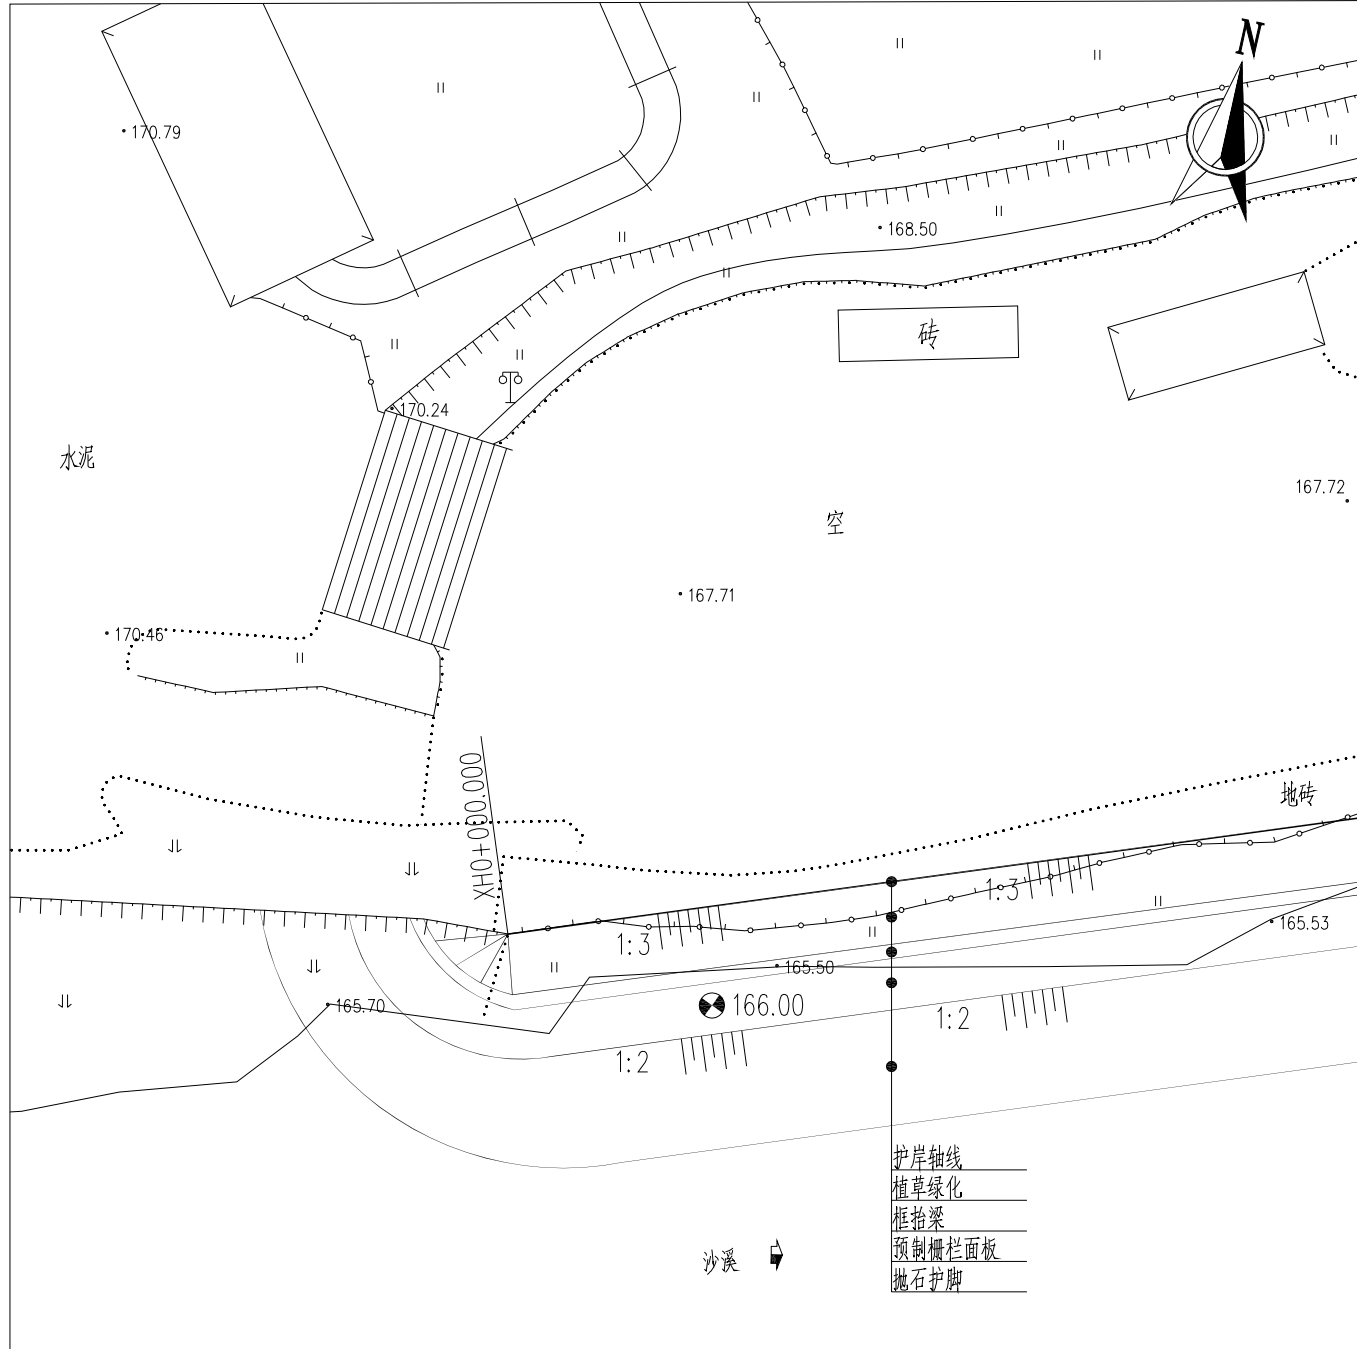 N
170.79
168.50
砖
170.24
水泥
167.72
空
167.71
170.46
XH0+000.000
地砖
1:3
1:3
165.53
165.50
165.70
166.00
1:2
1:2
护岸轴线
植草绿化
框抬梁
预制栅栏面板
抛石护脚
沙溪